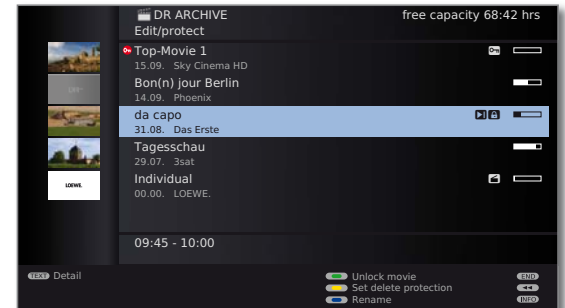 DR ARCHIVE
free capacity 68:42 hrs
Edit/protect
Top-Movie 1
15.09. Sky Cinema HD
Bon(n) jour Berlin
14.09. Phoenix
da capo
31.08. Das Erste
Tagesschau
29.07. 3sat
Individual
00.00. LOEWE.
LOEWE.
09:45 - 10:00
TEXT Detail
Unlock movie
END
Set delete protection
Rename
INFO